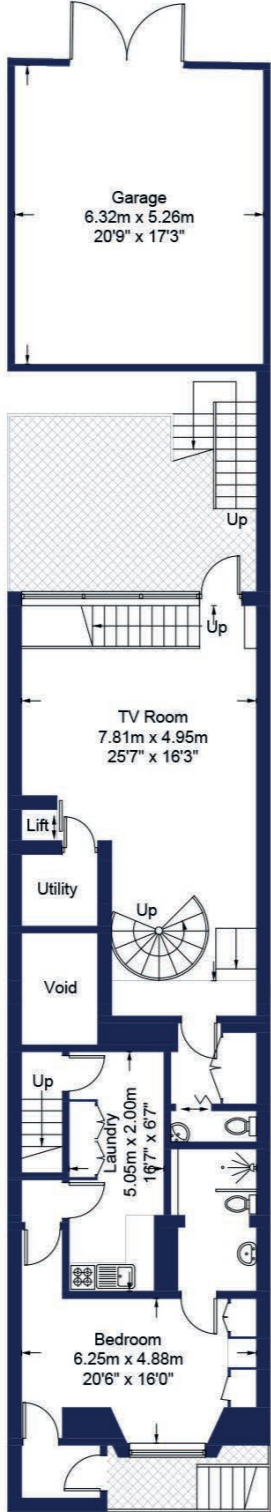 Garage
6.32m x 5.26m
20'9" x 17'3"
Up
Up
TV Room
7.81m x 4.95m
25'7" x 16'3"
Lift
Utility
Up
Void
Up
Laundry
5.05m x 2.00m
16'7" x 6'7"
Bedroom
6.25m x 4.88m
20'6" x 16'0"